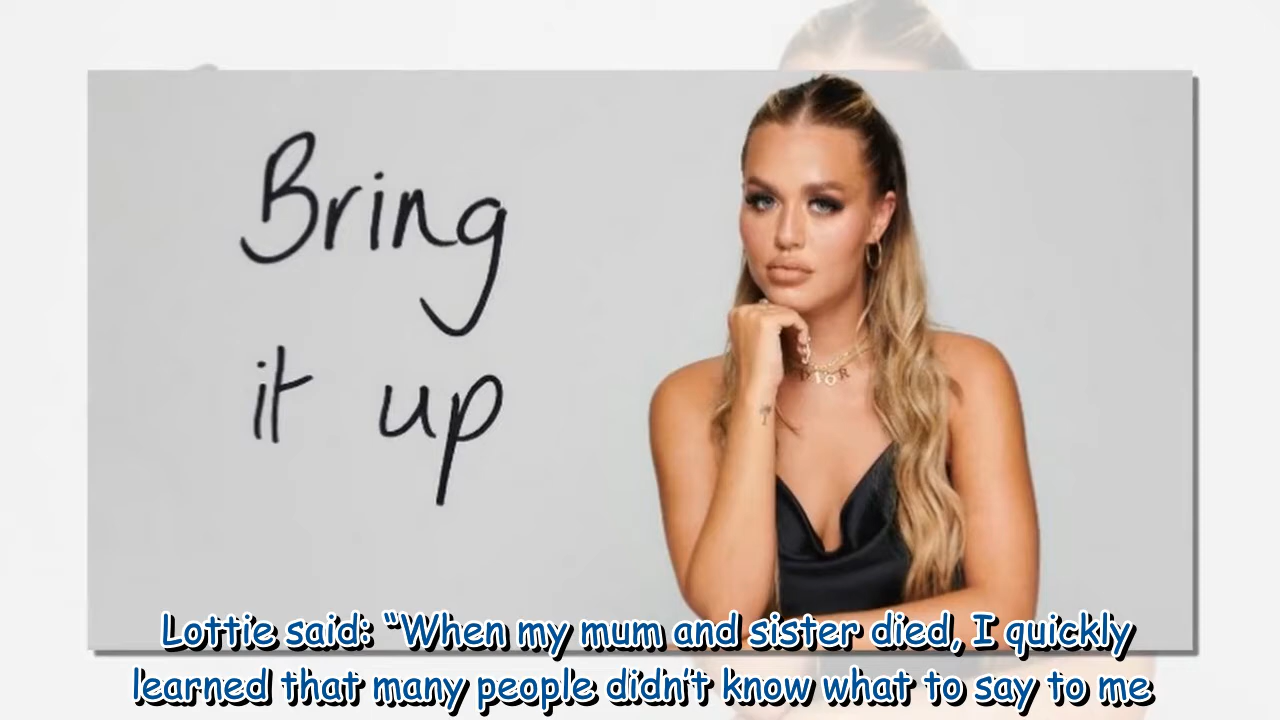 Bring
it up
DIOR
Lottie said: “When my mum and sister died, I quickly
learned that many people didn't know what to say to me